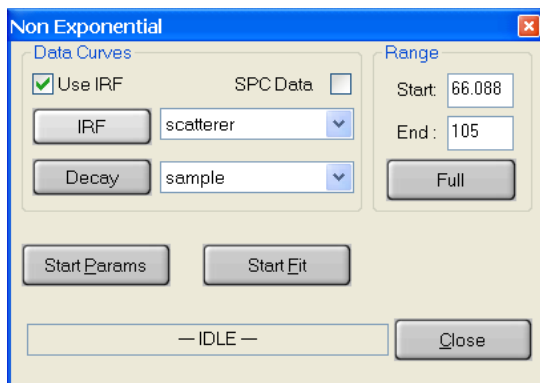 Non Exponential
Data Curves
Use IRF SPC Data
IRF scatterer
Decay sample
Range
Start: 66.088
End : 105
Full
Start Params Start Fit
— IDLE — Close